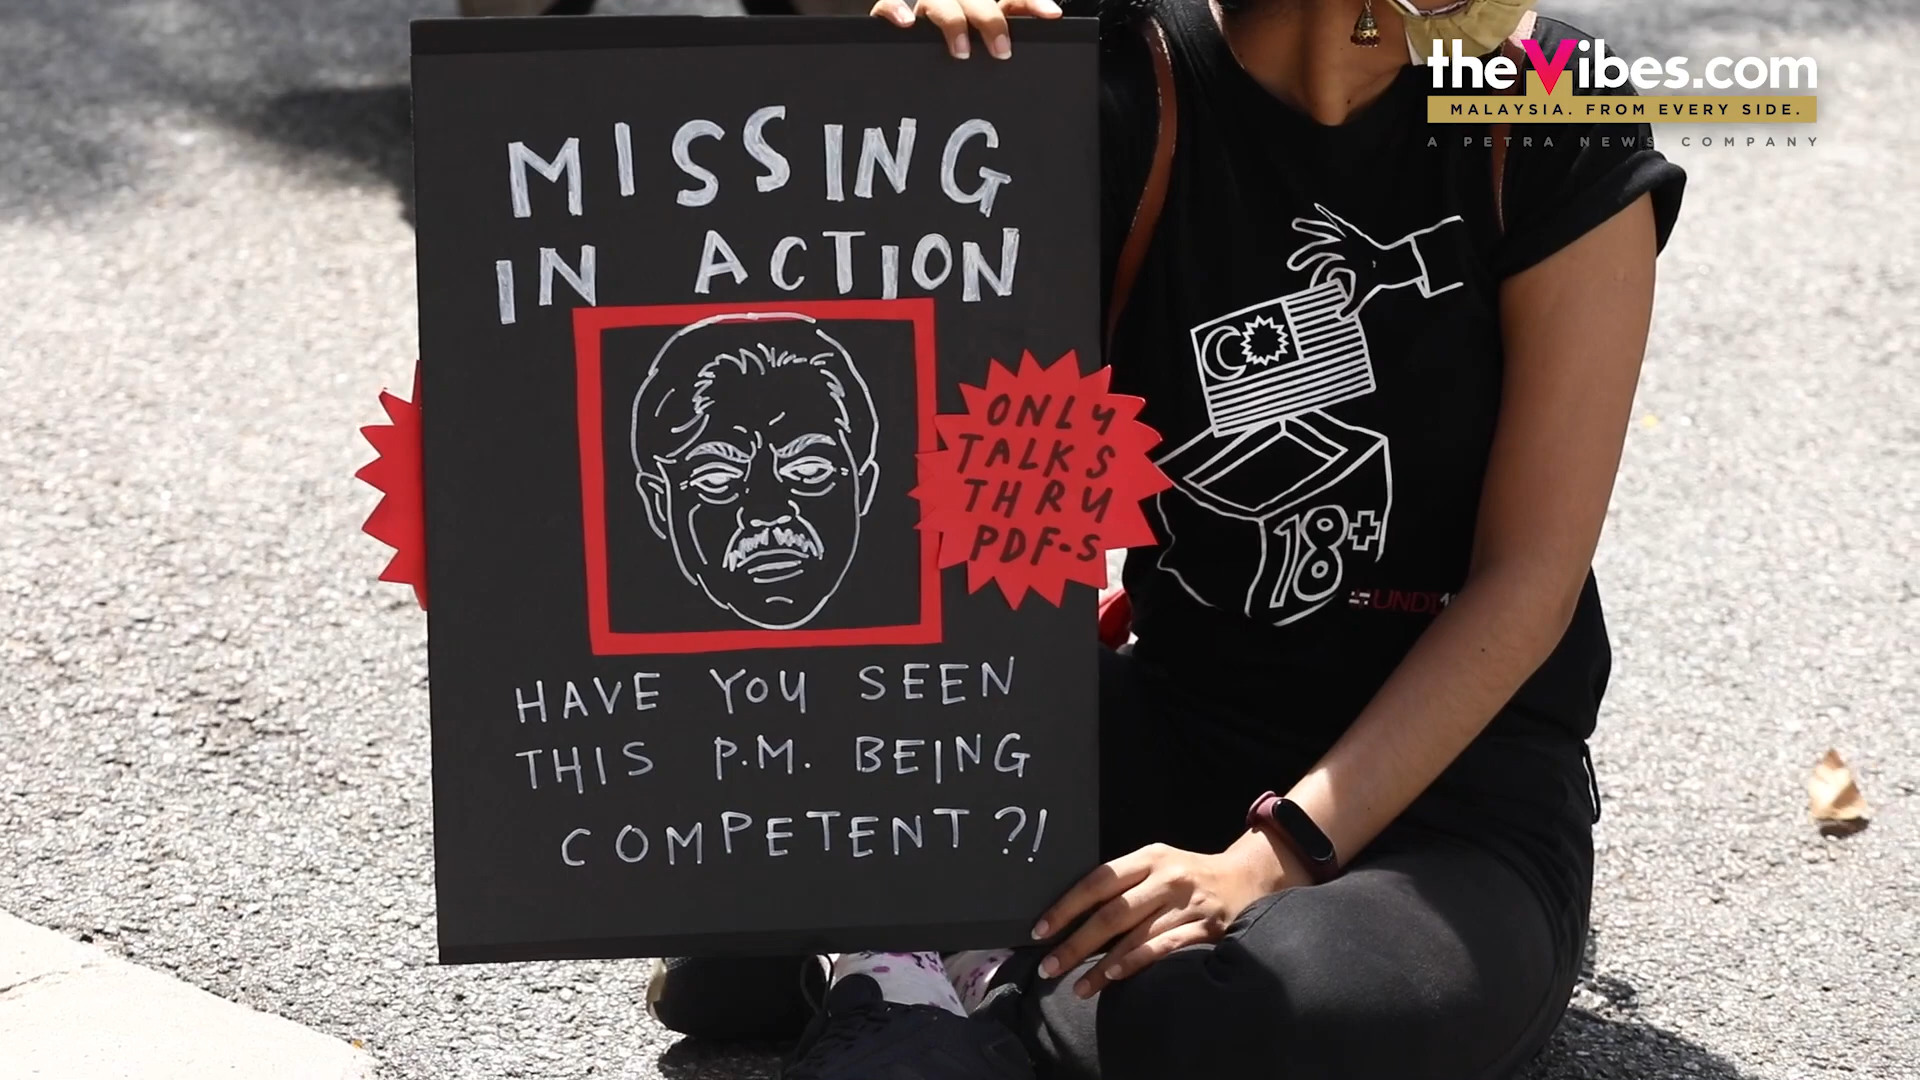 MISSING
IN ACTION
ONLY
TALKS
THRU
PDF-S
HAVE YOU SEEN
THIS P.M. BEING
COMPETENT?!
theVibes.com
MALAYSIA. FROM EVERY SIDE.
A PETRA NEWS COMPANY
18+
UNDI